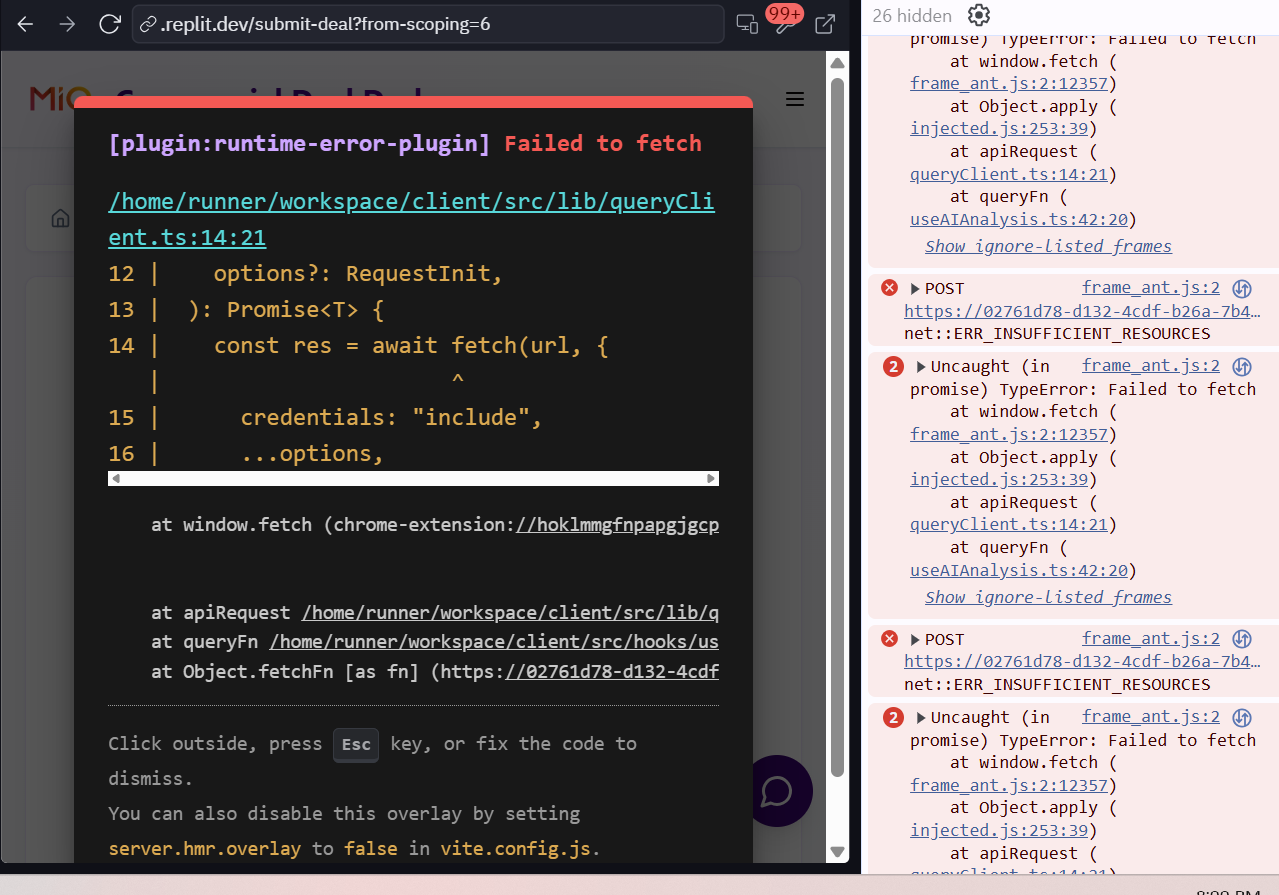 .replit.dev/submit-deal?from-scoping=6
99+
MiQ
[plugin:runtime-error-plugin] Failed to fetch
/home/runner/workspace/client/src/lib/queryCli
ent.ts:14:21
12 |    options?: RequestInit,
13 |  ): Promise<T> {
14 |    const res = await fetch(url, {
   |                      ^
15 |      credentials: "include",
16 |      ...options,
at window.fetch (chrome-extension://hoklmmgfnpapgjgcp
at apiRequest /home/runner/workspace/client/src/lib/q
at queryFn /home/runner/workspace/client/src/hooks/us
at Object.fetchFn [as fn] (https://02761d78-d132-4cdf
Click outside, press Esc key, or fix the code to
dismiss.
You can also disable this overlay by setting
server.hmr.overlay to false in vite.config.js.
26 hidden
promise) TypeError: Failed to fetch
at window.fetch (
frame_ant.js:2:12357)
at Object.apply (
injected.js:253:39)
at apiRequest (
queryClient.ts:14:21)
at queryFn (
useAIAnalysis.ts:42:20)
Show ignore-listed frames
POST frame_ant.js:2
https://02761d78-d132-4cdf-b26a-7b4…
net::ERR_INSUFFICIENT_RESOURCES
2 Uncaught (in frame_ant.js:2
promise) TypeError: Failed to fetch
at window.fetch (
frame_ant.js:2:12357)
at Object.apply (
injected.js:253:39)
at apiRequest (
queryClient.ts:14:21)
at queryFn (
useAIAnalysis.ts:42:20)
Show ignore-listed frames
POST frame_ant.js:2
https://02761d78-d132-4cdf-b26a-7b4…
net::ERR_INSUFFICIENT_RESOURCES
2 Uncaught (in frame_ant.js:2
promise) TypeError: Failed to fetch
at window.fetch (
frame_ant.js:2:12357)
at Object.apply (
injected.js:253:39)
at apiRequest (
queryClient.ts:14:21)